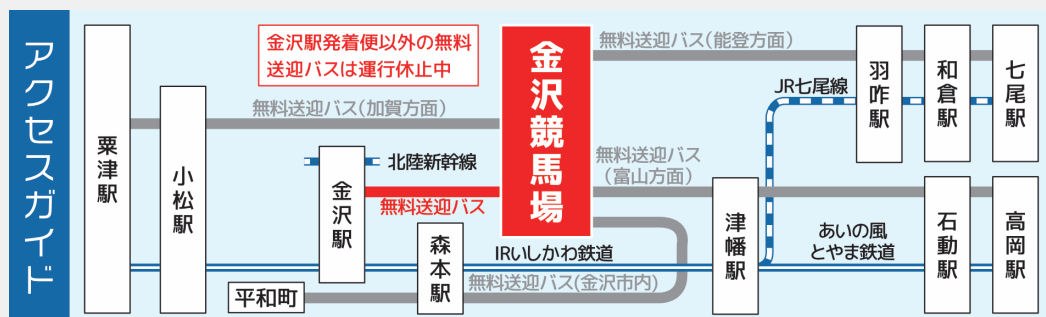 アクセスガイド
金沢駅発着便以外の無料
送迎バスは運行休止中
金沢競馬場
無料送迎バス(能登方面)
JR七尾線
羽咋駅
和倉駅
七尾駅
無料送迎バス(加賀方面)
粟津駅
小松駅
金沢駅
北陸新幹線
無料送迎バス
無料送迎バス
(富山方面)
森本駅
IRいしかわ鉄道
津幡駅
あいの風
とやま鉄道
石動駅
高岡駅
平和町
無料送迎バス(金沢市内)